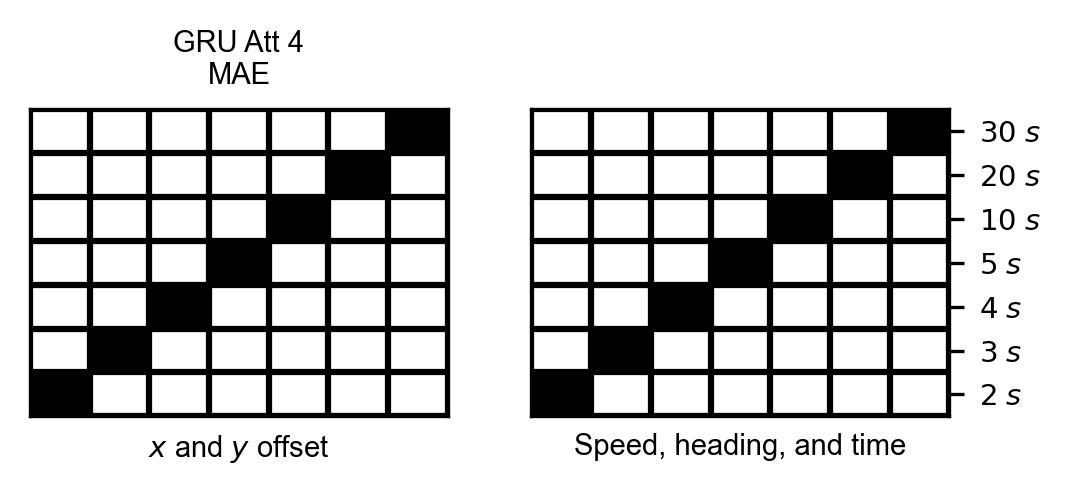 GRU Att 4
MAE
30 s
20 s
10 s
5 s
4 s
3 s
2 s
x and y offset
Speed, heading, and time